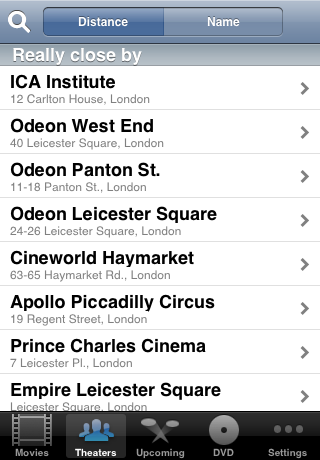 Distance
Name
Really close by
ICA Institute
12 Carlton House, London
Odeon West End
40 Leicester Square, London
Odeon Panton St.
11-18 Panton St., London
Odeon Leicester Square
24-26 Leicester Square, London
Cineworld Haymarket
63-65 Haymarket Rd., London
Apollo Piccadilly Circus
19 Regent Street, London
Prince Charles Cinema
7 Leicester Pl., London
Empire Leicester Square
Leicester Square, London
Movies
Theaters
Upcoming
DVD
Settings